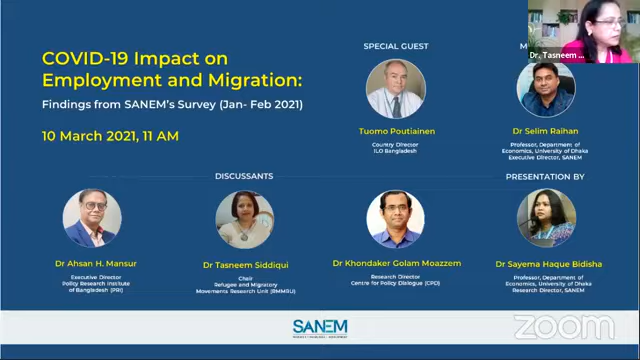 COVID-19 Impact on
Employment and Migration:
Findings from SANEM's Survey (Jan- Feb 2021)
10 March 2021, 11 AM
SPECIAL GUEST
Tuomo Poutiainen
Country Director
ILO Bangladesh
Dr. Tasneem ...
Dr Selim Raihan
Professor, Department of
Economics, University of Dhaka
Executive Director, SANEM
DISCUSSANTS
Dr Ahsan H. Mansur
Executive Director
Policy Research Institute
of Bangladesh (PRI)
Dr Tasneem Siddiqui
Chair
Refugee and Migratory
Movements Research Unit (RMMRU)
Dr Khondaker Golam Moazzem
Research Director
Centre for Policy Dialogue (CPD)
PRESENTATION BY
Dr Sayema Haque Bidisha
Professor, Department of
Economics, University of Dhaka
Research Director, SANEM
SANEM
zoom